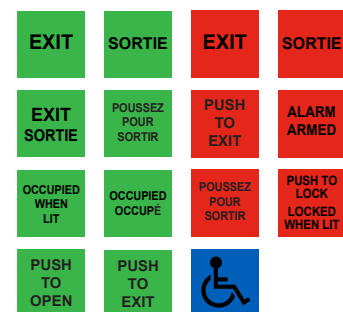 EXIT
SORTIE
EXIT
SORTIE
EXIT
SORTIE
POUSSEZ
POUR
SORTIR
PUSH
TO
EXIT
ALARM
ARMED
OCCUPIED
WHEN
LIT
OCCUPIED
OCCUPÉ
POUSSEZ
POUR
SORTIR
PUSH TO
LOCK
LOCKED
WHEN LIT
PUSH
TO
OPEN
PUSH
TO
EXIT